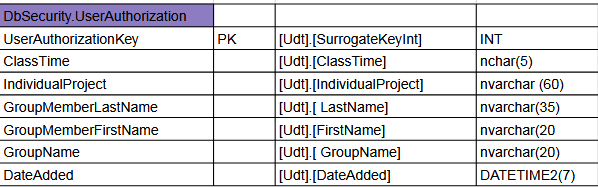 DbSecurity.UserAuthorization
UserAuthorizationKey PK [Udt].[SurrogateKeyInt] INT
ClassTime [Udt].[ClassTime] nchar(5)
IndividualProject [Udt].[IndividualProject] nvarchar (60)
GroupMemberLastName [Udt].[ LastName] nvarchar(35)
GroupMemberFirstName [Udt].[FirstName] nvarchar(20
GroupName [Udt].[ GroupName] nvarchar(20)
DateAdded [Udt].[DateAdded] DATETIME2(7)